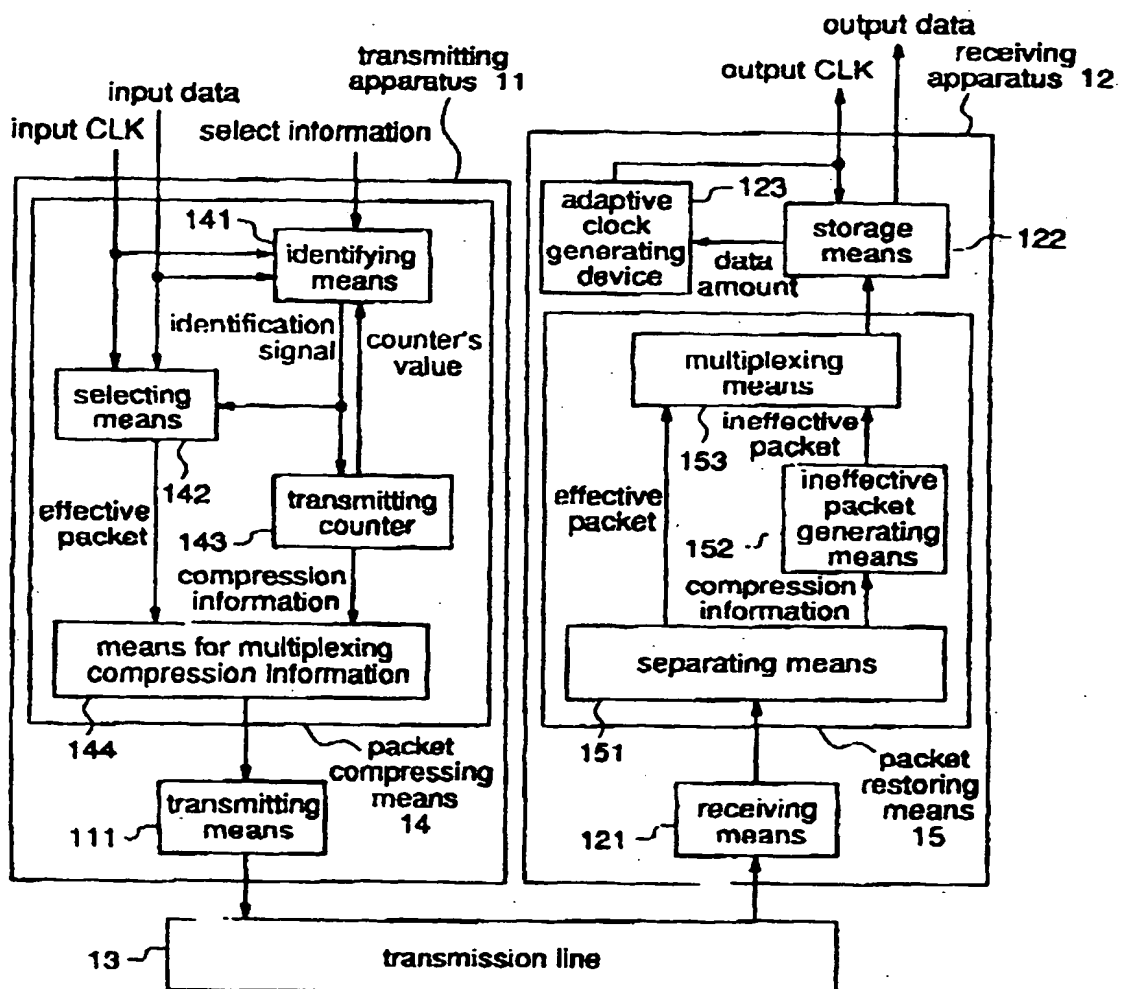 transmitting
apparatus 11
input data
input CLK
select information
141
identifying
means
identification
signal
counter's
value
selecting
means
142
effective
packet
transmitting
counter
143
compression
information
means for multiplexing
compression information
144
packet
compressing
means
14
transmitting
means
111
output data
output CLK
receiving
apparatus 12
123
adaptive
clock
generating
device
storage
means
122
data
amount
multiplexing
means
153
ineffective
packet
effective
packet
ineffective
packet
generating
means
152
compression
information
separating means
151
packet
restoring
means
15
receiving
means
121
13
transmission line